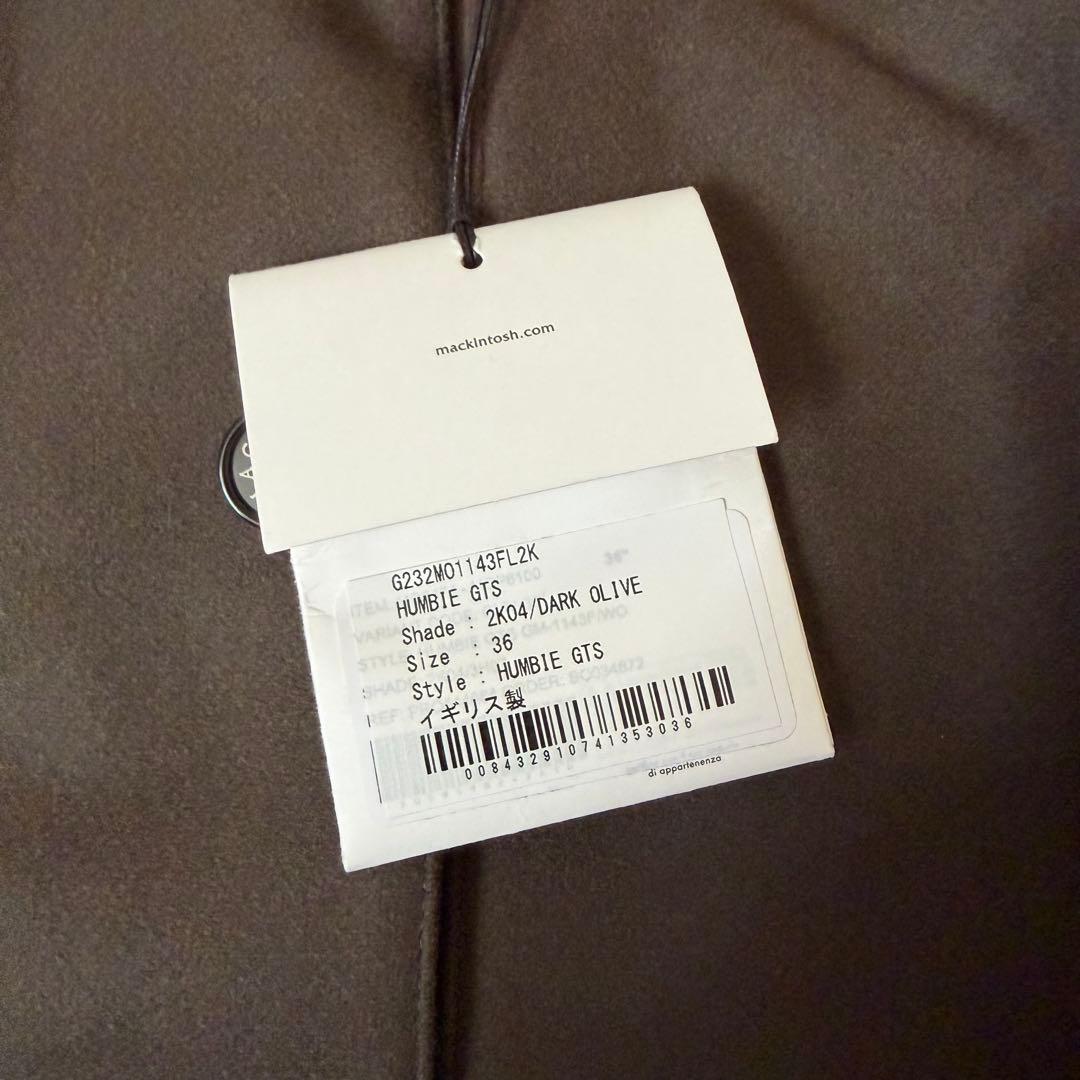 mackintosh.com
G232MO1143FL2K
HUMBIE GTS
Shade : 2K04/DARK OLIVE
Size : 36
Style : HUMBIE GTS
イギリス製
00843291074135303​6
di appartenenza
36"